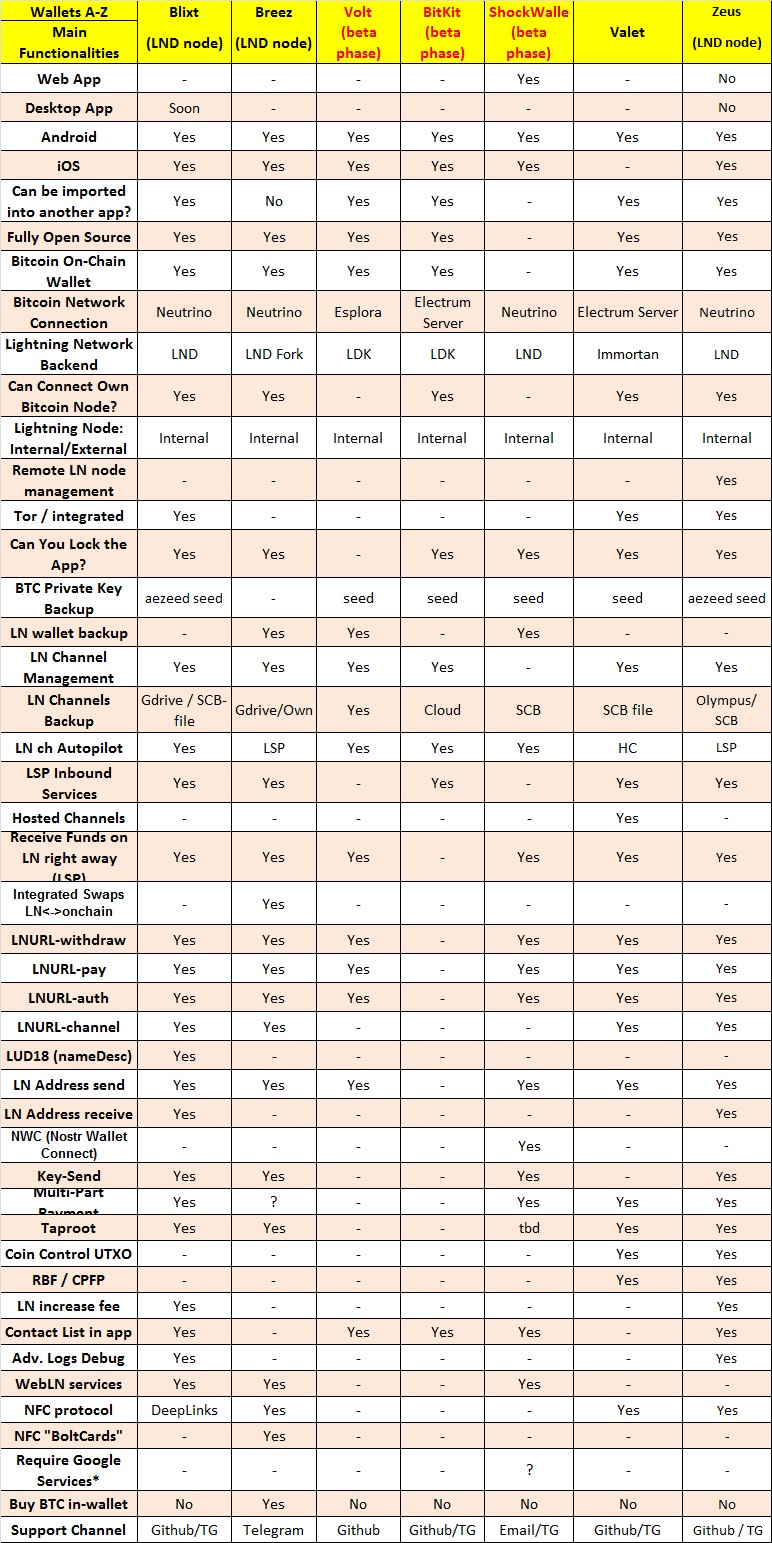 Wallets A-Z Blixt Breez Volt BitKit ShockWalle Valet Zeus
Main Functionalities (LND node) (LND node) (beta phase) (beta phase) (beta phase) (LND node)
Web App - - - - Yes - No
Desktop App Soon - - - - - No
Android Yes Yes Yes Yes Yes Yes Yes
iOS Yes Yes Yes Yes Yes - Yes
Can be imported into another app? Yes No Yes Yes - Yes Yes
Fully Open Source Yes Yes Yes Yes - Yes Yes
Bitcoin On-Chain Wallet Yes Yes Yes Yes - Yes Yes
Bitcoin Network Connection Neutrino Neutrino Esplora Electrum Server Neutrino Electrum Server Neutrino
Lightning Network Backend LND LND Fork LDK LDK LND Immortan LND
Can Connect Own Bitcoin Node? Yes Yes - Yes - Yes Yes
Lightning Node: Internal/External Internal Internal Internal Internal Internal Internal Internal
Remote LN node management - - - - - - Yes
Tor / integrated Yes - - - - Yes Yes
Can You Lock the App? Yes Yes - Yes Yes Yes Yes
BTC Private Key Backup aezeed seed - seed seed seed seed aezeed seed
LN wallet backup - Yes Yes - Yes - -
LN Channel Management Yes Yes Yes Yes - Yes Yes
LN Channels Backup Gdrive / SCB-file Gdrive/Own Yes Cloud SCB SCB file Olympus/ SCB
LN ch Autopilot Yes LSP Yes Yes Yes HC LSP
LSP Inbound Services Yes Yes - Yes - Yes Yes
Hosted Channels - - - - - Yes -
Receive Funds on LN right away (LSP) Yes Yes Yes - Yes Yes Yes
Integrated Swaps LN<->onchain - Yes - - - - -
LNURL-withdraw Yes Yes Yes - Yes Yes Yes
LNURL-pay Yes Yes Yes - Yes Yes Yes
LNURL-auth Yes Yes Yes - Yes Yes Yes
LNURL-channel Yes Yes - - - Yes Yes
LUD18 (nameDesc) Yes - - - - - -
LN Address send Yes Yes Yes - Yes Yes Yes
LN Address receive Yes - - - - - Yes
NWC (Nostr Wallet Connect) - - - - Yes - -
Key-Send Yes Yes - - Yes - Yes
Multi-Part Payment Yes ? - - Yes Yes Yes
Taproot Yes Yes - - tbd Yes Yes
Coin Control UTXO - - - - - Yes Yes
RBF / CPFP - - - - - Yes Yes
LN increase fee Yes - - - - - Yes
Contact List in app Yes - Yes Yes Yes - Yes
Adv. Logs Debug Yes - - - - - Yes
WebLN services Yes Yes - - Yes - -
NFC protocol DeepLinks Yes - - - Yes Yes
NFC "BoltCards" - Yes - - - - -
Require Google Services* - - - - ? - -
Buy BTC in-wallet No Yes No No No No No
Support Channel Github/TG Telegram Github Github/TG Email/TG Github/TG Github / TG